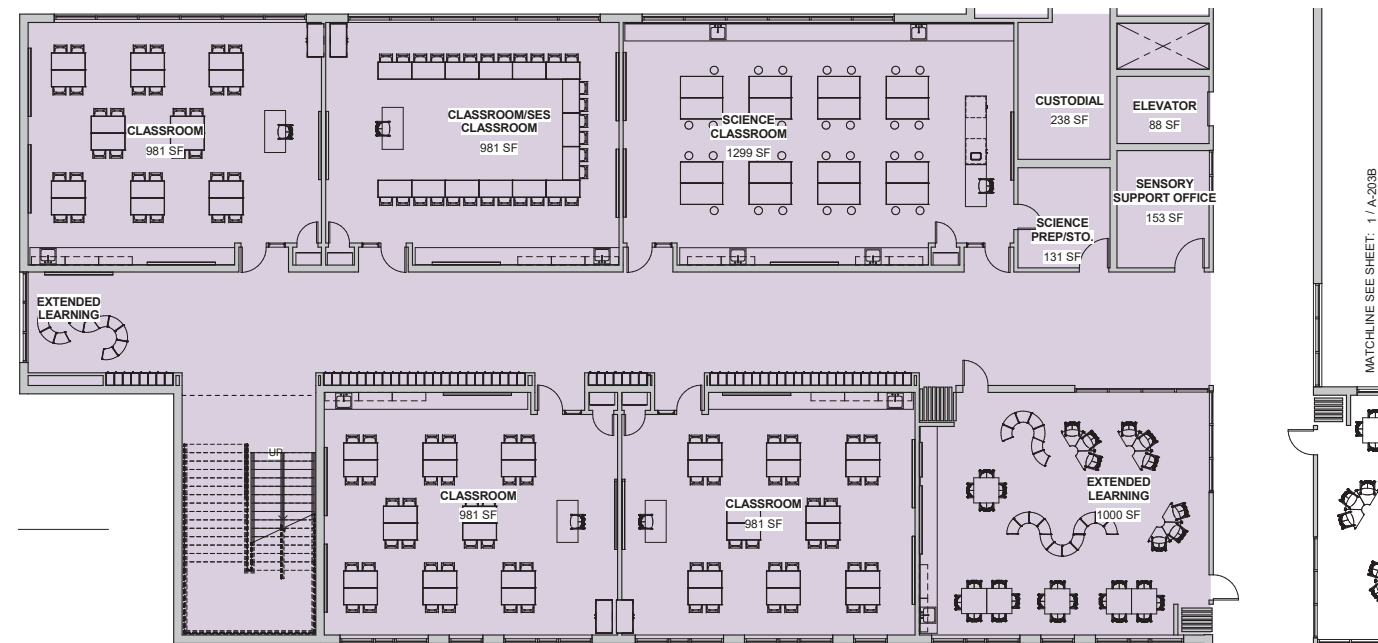 CLASSROOM
981 SF
CLASSROOM/SES
CLASSROOM
981 SF
SCIENCE
CLASSROOM
1299 SF
CUSTODIAL
238 SF
ELEVATOR
88 SF
SENSORY
SUPPORT OFFICE
153 SF
SCIENCE
PREP/STO.
131 SF
EXTENDED
LEARNING
UP
CLASSROOM
981 SF
CLASSROOM
981 SF
EXTENDED
LEARNING
1000 SF
MATCHLINE SEE SHEET: 1 / A-203B